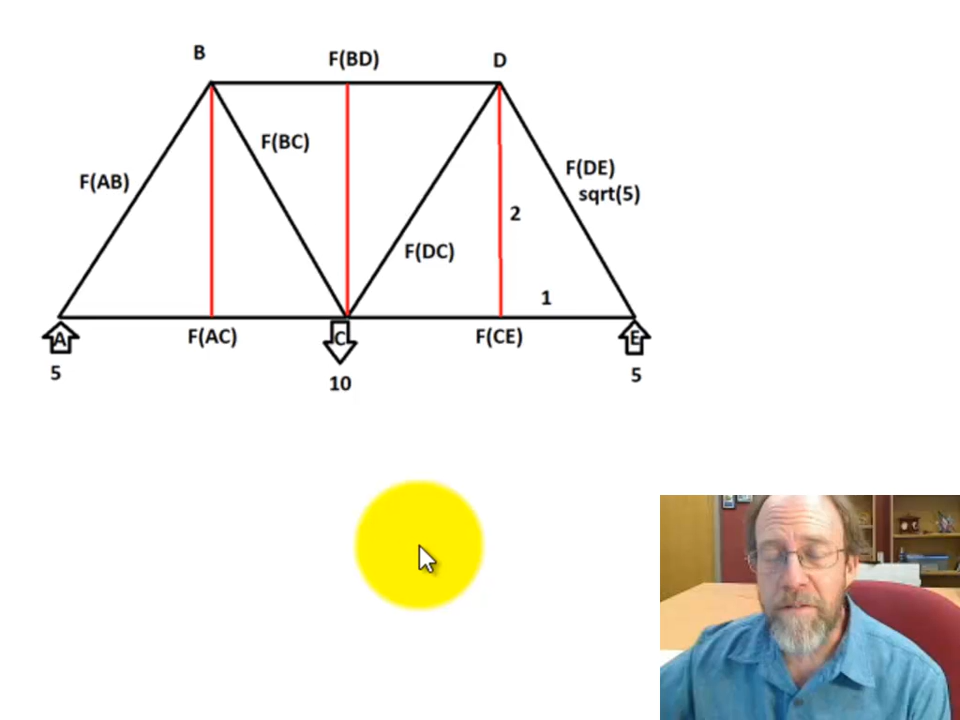 B
F(BD)
D
F(BC)
F(AB)
F(DE)
sqrt(5)
2
F(DC)
1
A
F(AC)
C
F(CE)
E
5
10
5